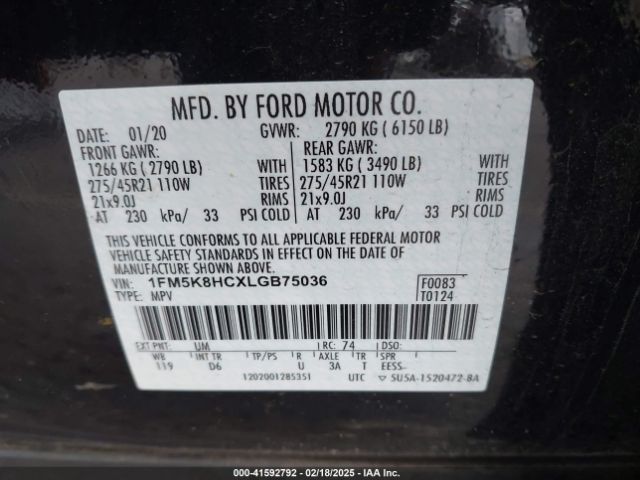 MFD. BY FORD MOTOR CO.
DATE: 01/20 GVWR: 2790 KG ( 6150 LB)
FRONT GAWR: REAR GAWR:
1266 KG ( 2790 LB) WITH 1583 KG ( 3490 LB) WITH
275/45R21 110W TIRES 275/45R21 110W TIRES
21x9.0J RIMS 21x9.0J RIMS
AT 230 kPa/ 33 PSI COLD AT 230 kPa/ 33 PSI COLD
THIS VEHICLE CONFORMS TO ALL APPLICABLE FEDERAL MOTOR
VEHICLE SAFETY STANDARDS IN EFFECT ON THE DATE OF
MANUFACTURE SHOWN ABOVE.
VIN: 1FM5K8HCXLGB75036 F0083
TYPE: MPV T0124
EXT PNT: UM RC: 74 DSO:
WB INT TR TP/PS R AXLE TR SPR
119 D6 U 3A T EESS-
1202001285351 UTC ▽ SU5A-1520472-8A
000-41592792 - 02/18/2025 - IAA Inc.